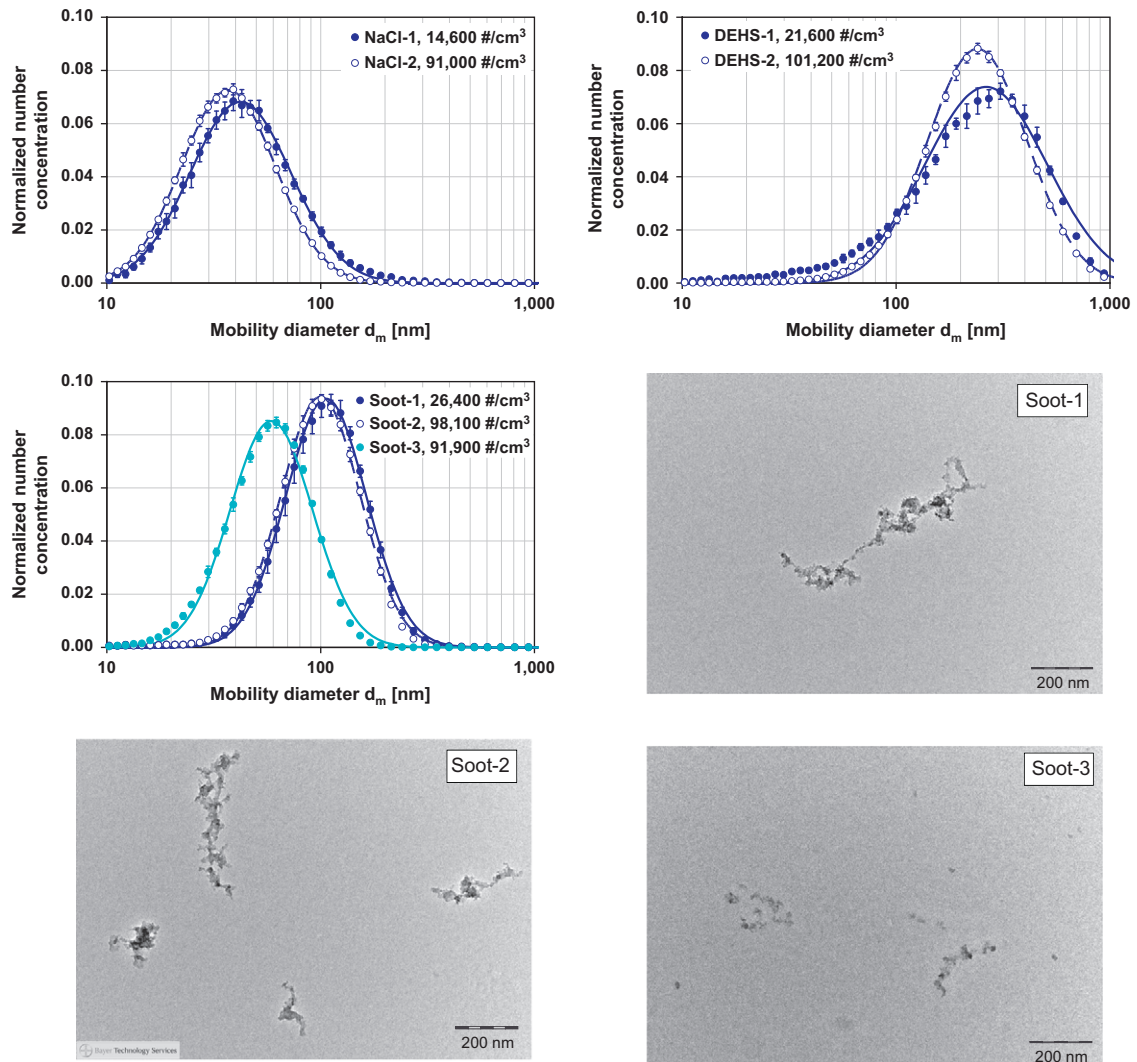 0.10
0.08
0.06
0.04
0.02
0.00
Normalized number
concentration
NaCl-1, 14,600 #/cm³
NaCl-2, 91,000 #/cm³
10
100
1,000
Mobility diameter dₘ [nm]
0.10
0.08
0.06
0.04
0.02
0.00
Normalized number
concentration
DEHS-1, 21,600 #/cm³
DEHS-2, 101,200 #/cm³
10
100
1,000
Mobility diameter dₘ [nm]
0.10
0.08
0.06
0.04
0.02
0.00
Normalized number
concentration
Soot-1, 26,400 #/cm³
Soot-2, 98,100 #/cm³
Soot-3, 91,900 #/cm³
10
100
1,000
Mobility diameter dₘ [nm]
Soot-1
200 nm
Soot-2
200 nm
Bayer Technology Services
Soot-3
200 nm